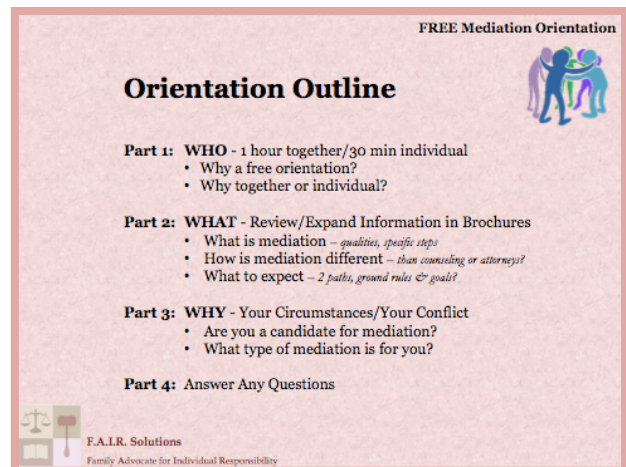 FREE Mediation Orientation
Orientation Outline
Part 1: WHO - 1 hour together/30 min individual
• Why a free orientation?
• Why together or individual?
Part 2: WHAT - Review/Expand Information in Brochures
• What is mediation – qualities, specific steps
• How is mediation different – than counseling or attorneys?
• What to expect – 2 paths, ground rules & goals?
Part 3: WHY - Your Circumstances/Your Conflict
• Are you a candidate for mediation?
• What type of mediation is for you?
Part 4: Answer Any Questions
F.A.I.R. Solutions
Family Advocate for Individual Responsibility